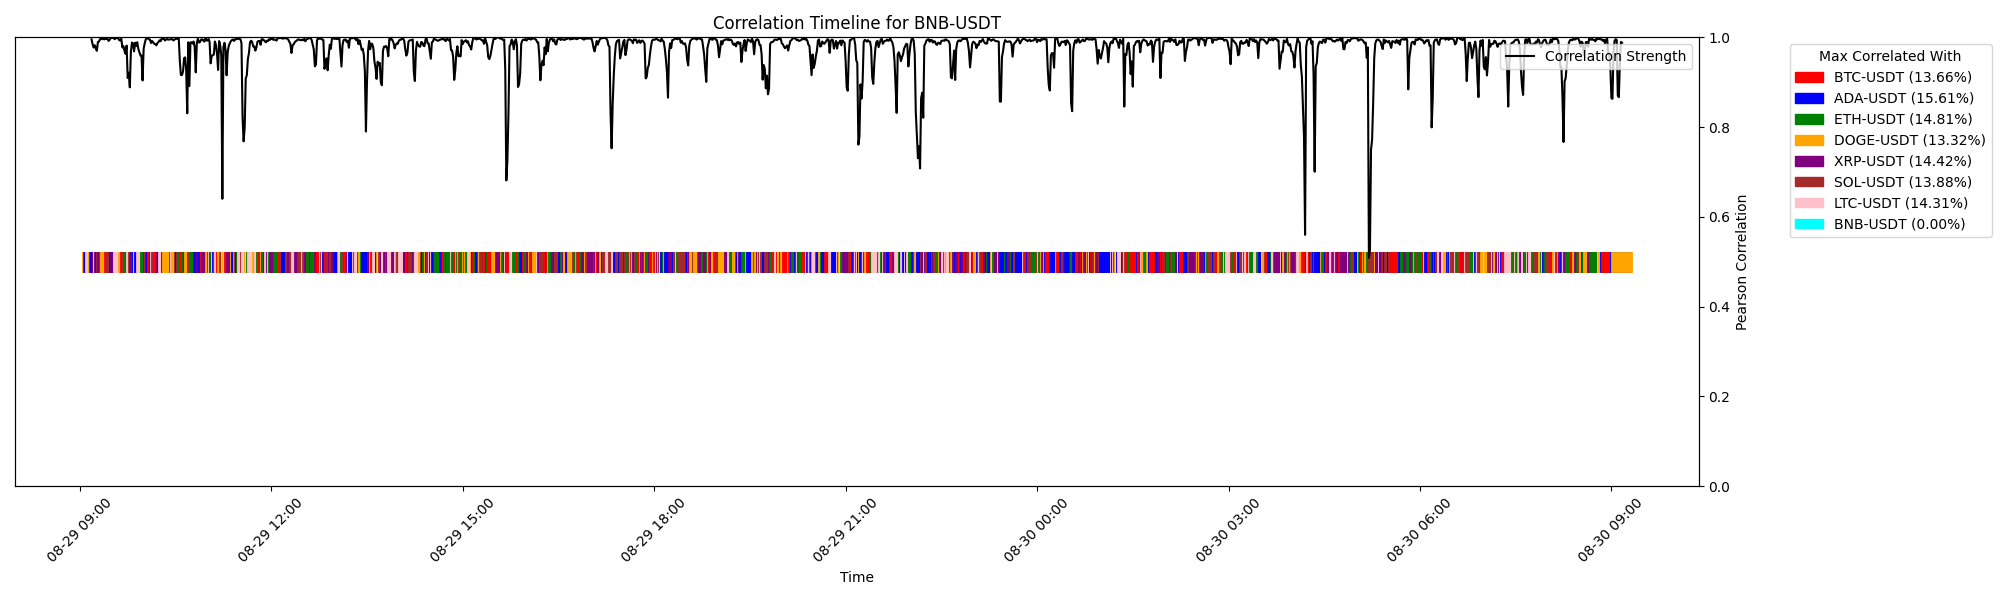 Correlation Timeline for BNB-USDT
Correlation Strength
1.0
0.8
0.6
0.4
0.2
0.0
Pearson Correlation
08-29 09:00
08-29 12:00
08-29 15:00
08-29 18:00
08-29 21:00
08-30 00:00
08-30 03:00
08-30 06:00
08-30 09:00
Time
Max Correlated With
BTC-USDT (13.66%)
ADA-USDT (15.61%)
ETH-USDT (14.81%)
DOGE-USDT (13.32%)
XRP-USDT (14.42%)
SOL-USDT (13.88%)
LTC-USDT (14.31%)
BNB-USDT (0.00%)